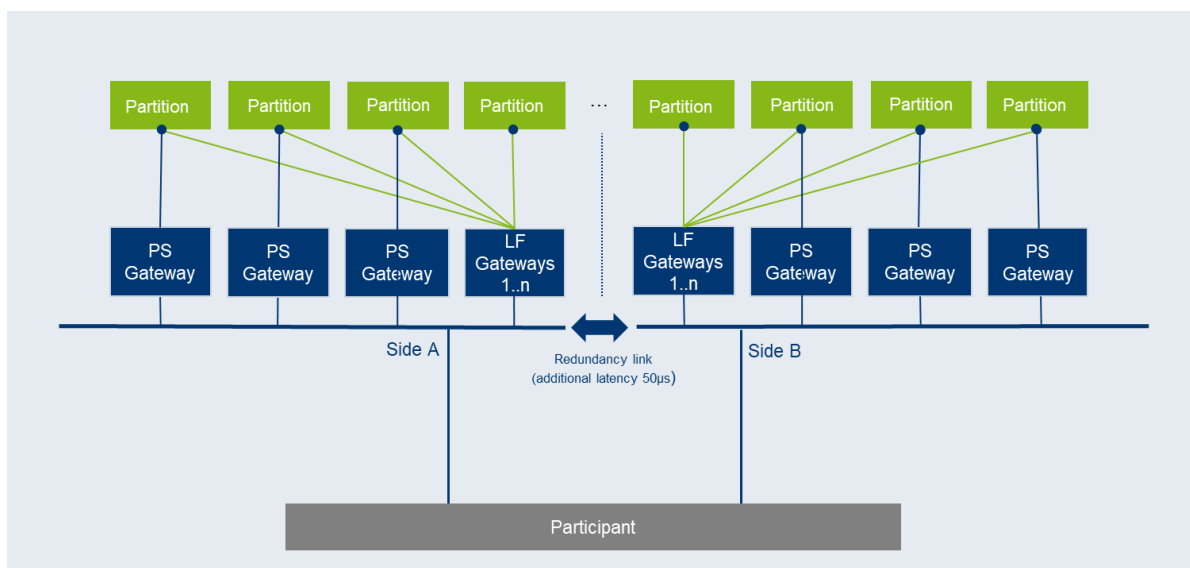 Partition
Partition
Partition
Partition
...
Partition
Partition
Partition
Partition
PS
Gateway
PS
Gateway
PS
Gateway
LF
Gateways
1..n
LF
Gateways
1..n
PS
Gateway
PS
Gateway
PS
Gateway
Side A
Redundancy link
(additional latency 50µs)
Side B
Participant